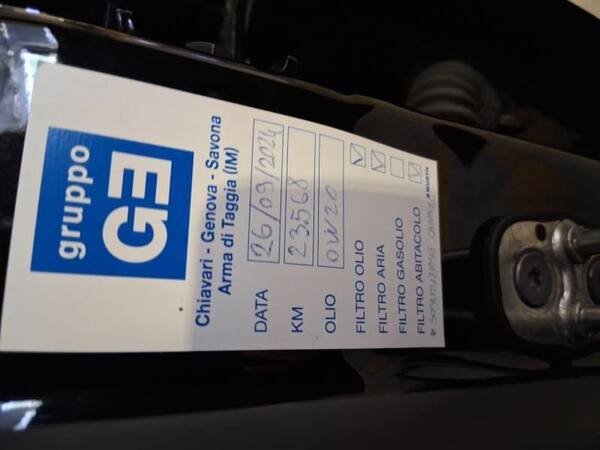 gruppo
GE
Chiavari - Genova - Savona
Arma di Taggia (IM)
DATA 26/09/2024
KM 23568
OLIO 0W20
FILTRO OLIO
FILTRO ARIA
FILTRO GASOLIO
FILTRO ABITACOLO
WÜRTH